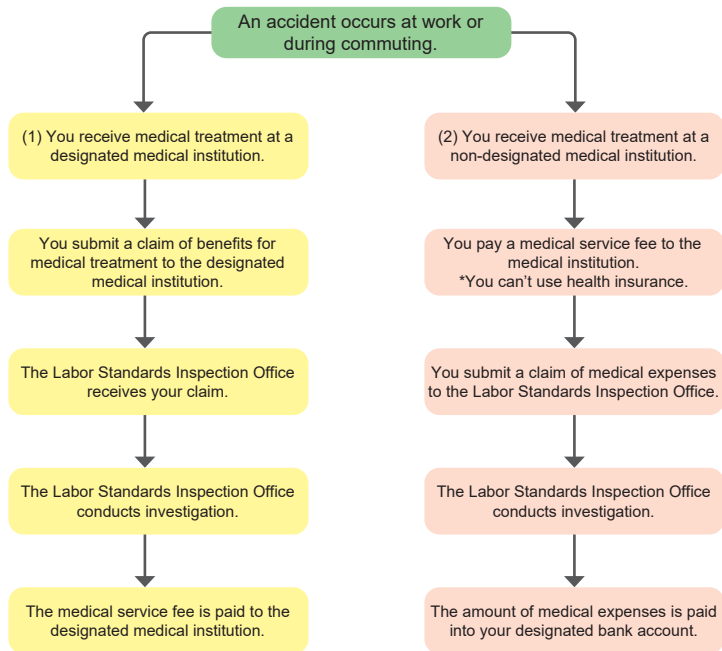 An accident occurs at work or
during commuting.
(1) You receive medical treatment at a
designated medical institution.
You submit a claim of benefits for
medical treatment to the designated
medical institution.
The Labor Standards Inspection Office
receives your claim.
The Labor Standards Inspection Office
conducts investigation.
The medical service fee is paid to the
designated medical institution.
(2) You receive medical treatment at a
non-designated medical institution.
You pay a medical service fee to the
medical institution.
*You can’t use health insurance.
You submit a claim of medical expenses
to the Labor Standards Inspection Office.
The Labor Standards Inspection Office
conducts investigation.
The amount of medical expenses is paid
into your designated bank account.